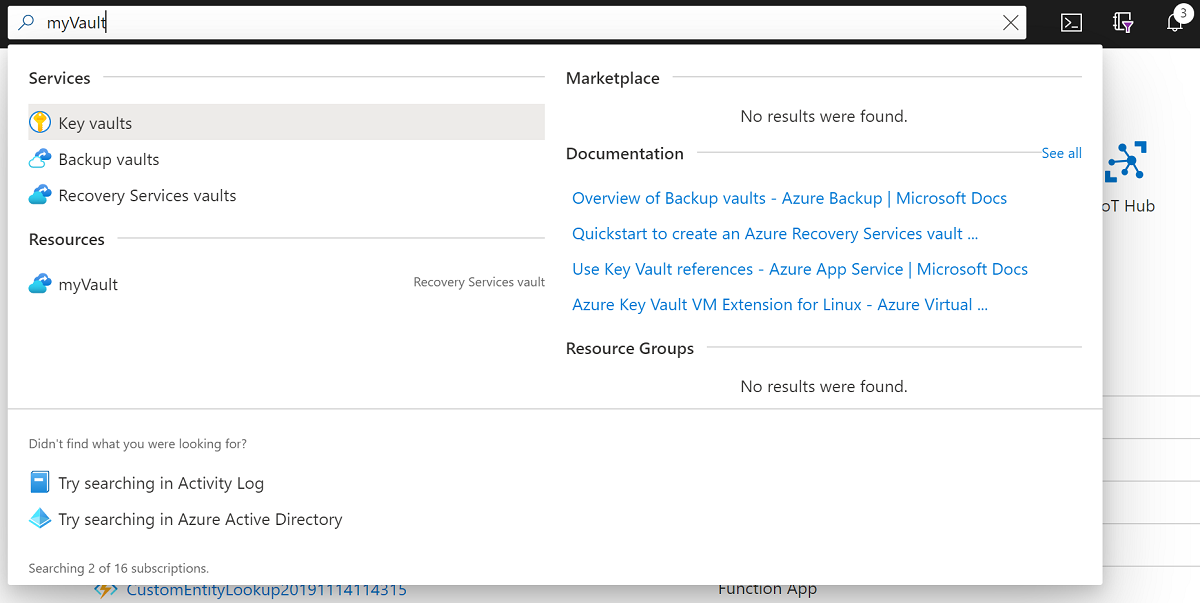 myVault
3
Services
Key vaults
Backup vaults
Recovery Services vaults
Resources
myVault
Recovery Services vault
Marketplace
No results were found.
Documentation
See all
Overview of Backup vaults - Azure Backup | Microsoft Docs
Quickstart to create an Azure Recovery Services vault ...
Use Key Vault references - Azure App Service | Microsoft Docs
Azure Key Vault VM Extension for Linux - Azure Virtual ...
Resource Groups
No results were found.
Didn't find what you were looking for?
Try searching in Activity Log
Try searching in Azure Active Directory
Searching 2 of 16 subscriptions.
oT Hub
CustomEntityLookup20191114114315
Function App